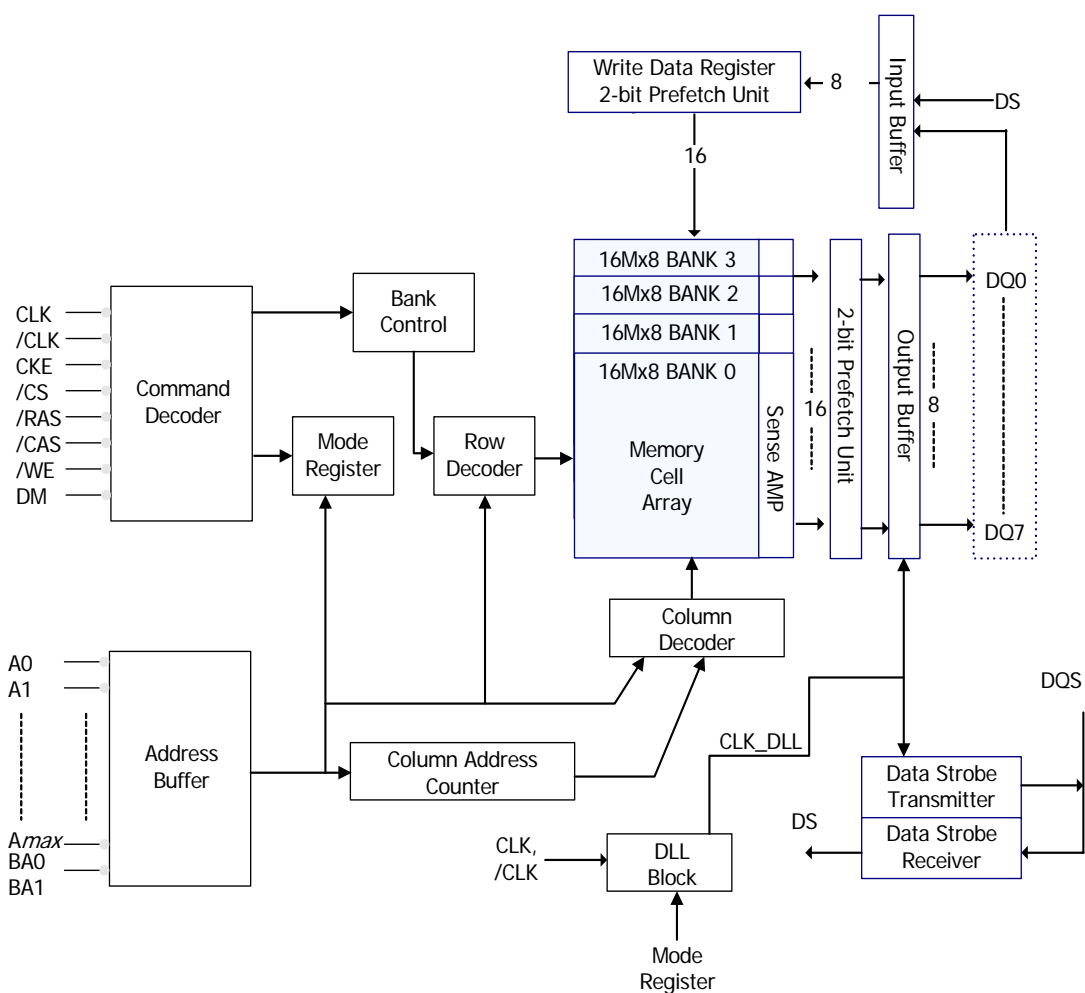 Write Data Register
2-bit Prefetch Unit
8
Input Buffer
DS
16
16Mx8 BANK 3
16Mx8 BANK 2
16Mx8 BANK 1
16Mx8 BANK 0
Memory
Cell
Array
Sense AMP
16
2-bit Prefetch Unit
Output Buffer
8
DQ0
DQ7
Bank
Control
CLK
/CLK
CKE
/CS
/RAS
/CAS
/WE
DM
Command
Decoder
Mode
Register
Row
Decoder
Column
Decoder
A0
A1
Amax
BA0
BA1
Address
Buffer
Column Address
Counter
CLK_DLL
DQS
Data Strobe
Transmitter
Data Strobe
Receiver
DS
CLK,
/CLK
DLL
Block
Mode
Register